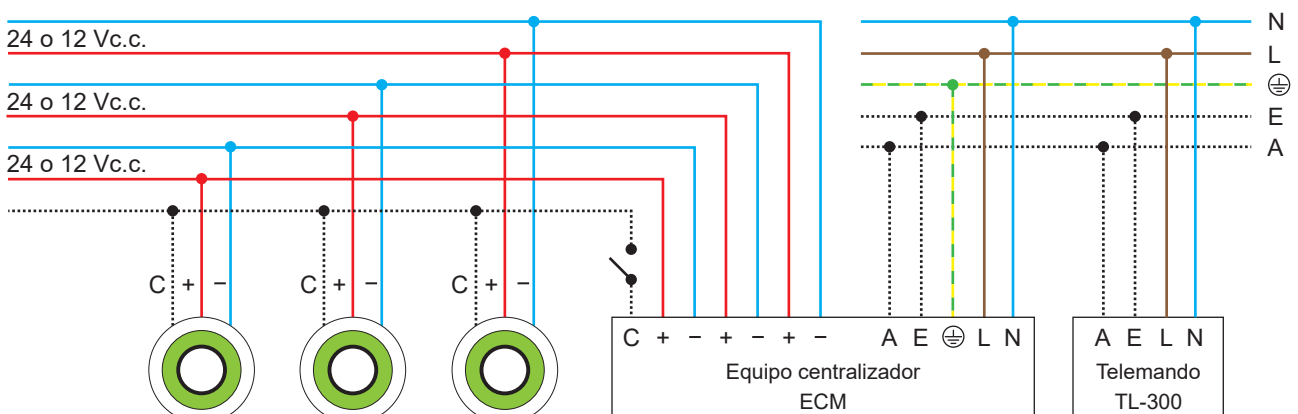 N
24 o 12 Vc.c.
L
24 o 12 Vc.c.
E
A
24 o 12 Vc.c.
C + − C + − C + −
C + − + − + − A E L N A E L N
Equipo centralizador
ECM
Telemando
TL-300